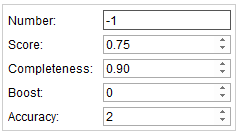 Number: -1
Score: 0.75
Completeness: 0.90
Boost: 0
Accuracy: 2